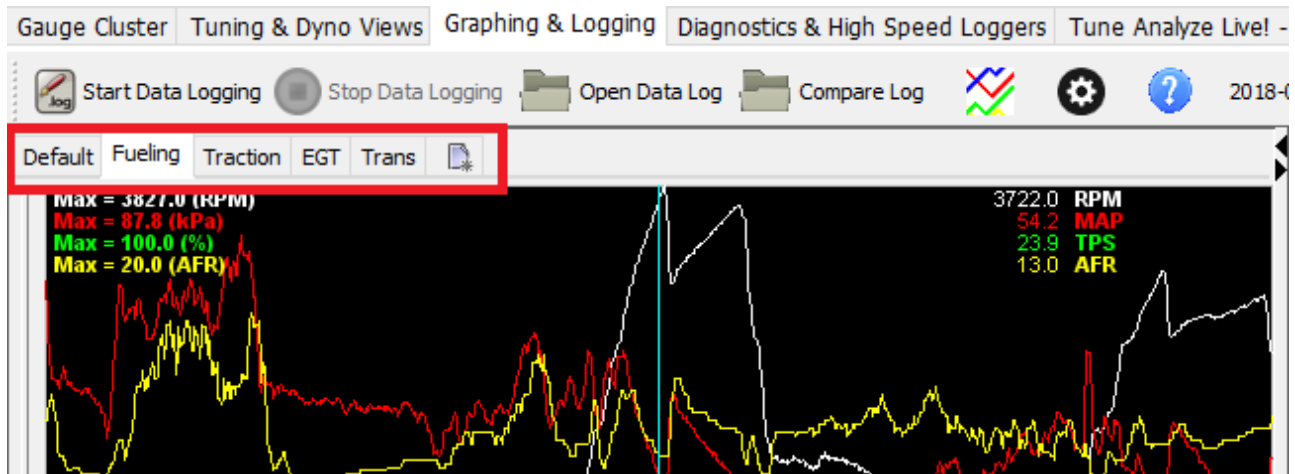 Gauge Cluster Tuning & Dyno Views Graphing & Logging Diagnostics & High Speed Loggers Tune Analyze Live! -
.log Start Data Logging Stop Data Logging Open Data Log Compare Log ? 2018-0
Default Fueling Traction EGT Trans
Max = 3827.0 (RPM) 3722.0 RPM
Max = 87.8 (kPa) 54.2 MAP
Max = 100.0 (%) 23.9 TPS
Max = 20.0 (AFR) 13.0 AFR